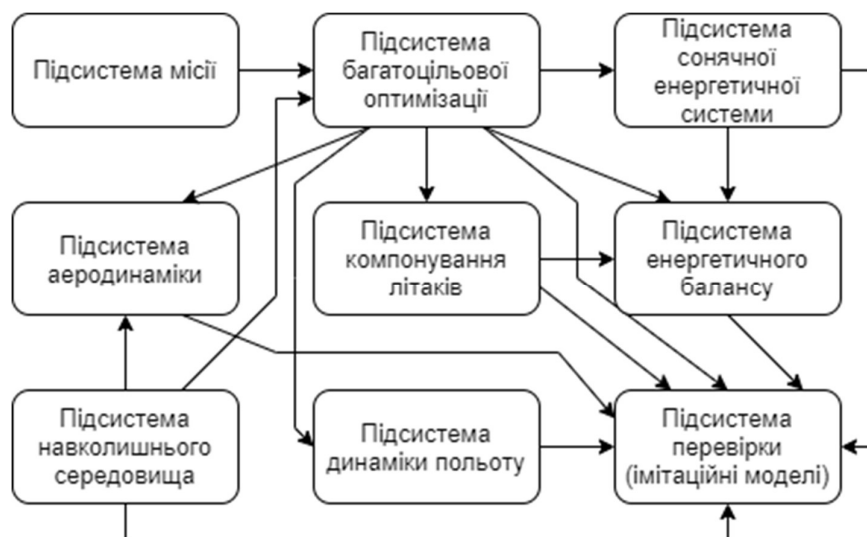 Підсистема місії
Підсистема
багатоцільової
оптимізації
Підсистема
сонячної
енергетичної
системи
Підсистема
аеродинаміки
Підсистема
компонування
літаків
Підсистема
енергетичного
балансу
Підсистема
навколишнього
середовища
Підсистема
динаміки польоту
Підсистема
перевірки
(імітаційні моделі)